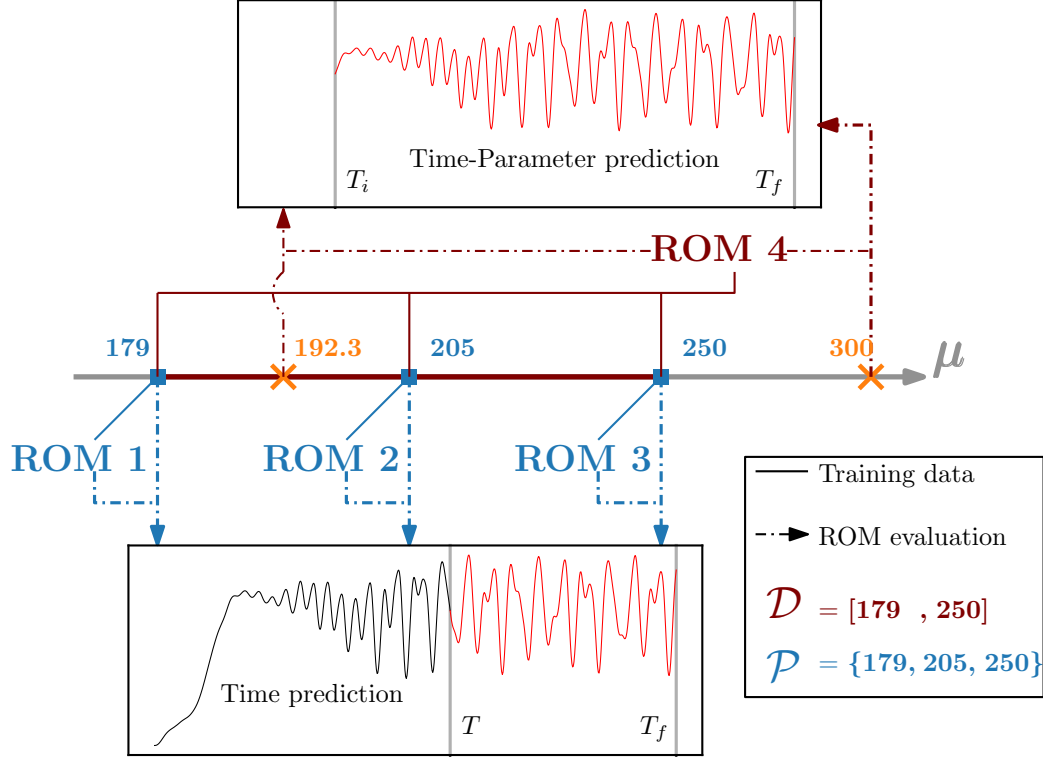 Time-Parameter prediction
T_i
T_f
ROM 4
179
192.3
205
250
300
μ
ROM 1
ROM 2
ROM 3
Training data
ROM evaluation
𝒟 = [179 , 250]
𝒫 = {179, 205, 250}
Time prediction
T
T_f